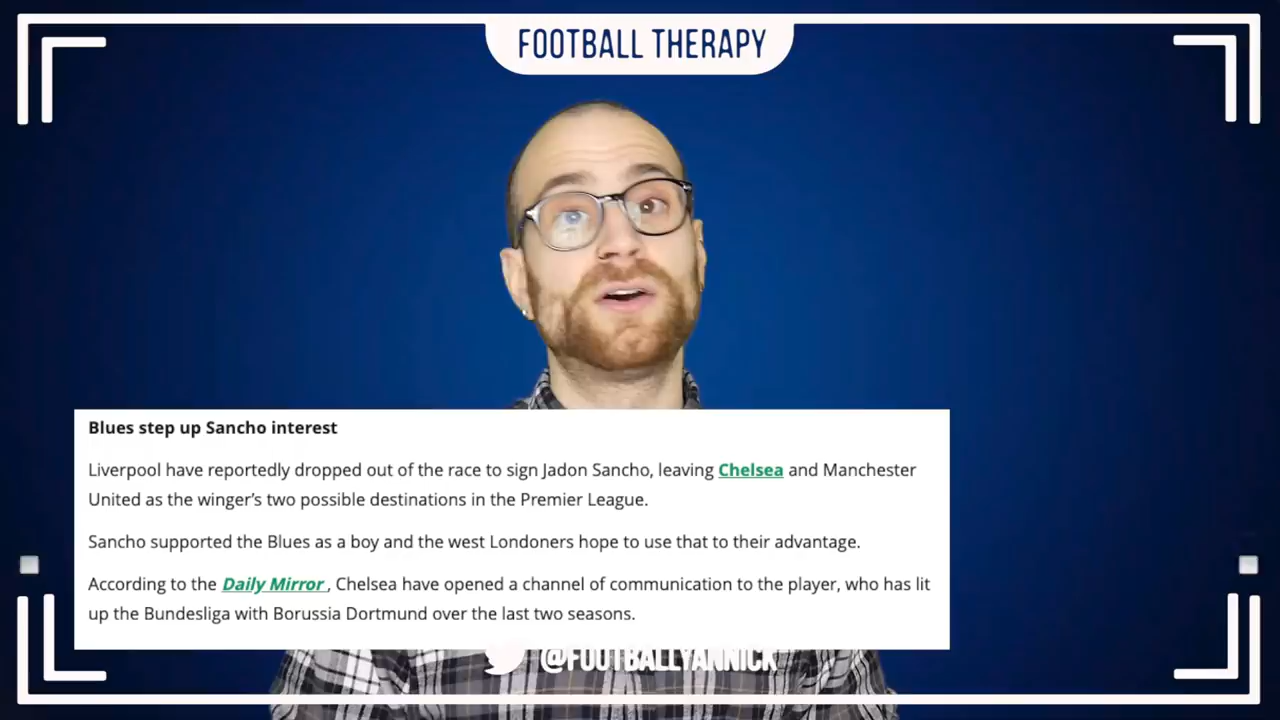 FOOTBALL THERAPY
Blues step up Sancho interest
Liverpool have reportedly dropped out of the race to sign Jadon Sancho, leaving Chelsea and Manchester
United as the winger's two possible destinations in the Premier League.
Sancho supported the Blues as a boy and the west Londoners hope to use that to their advantage.
According to the Daily Mirror , Chelsea have opened a channel of communication to the player, who has lit
up the Bundesliga with Borussia Dortmund over the last two seasons.
@FOOTBALLYANNICK